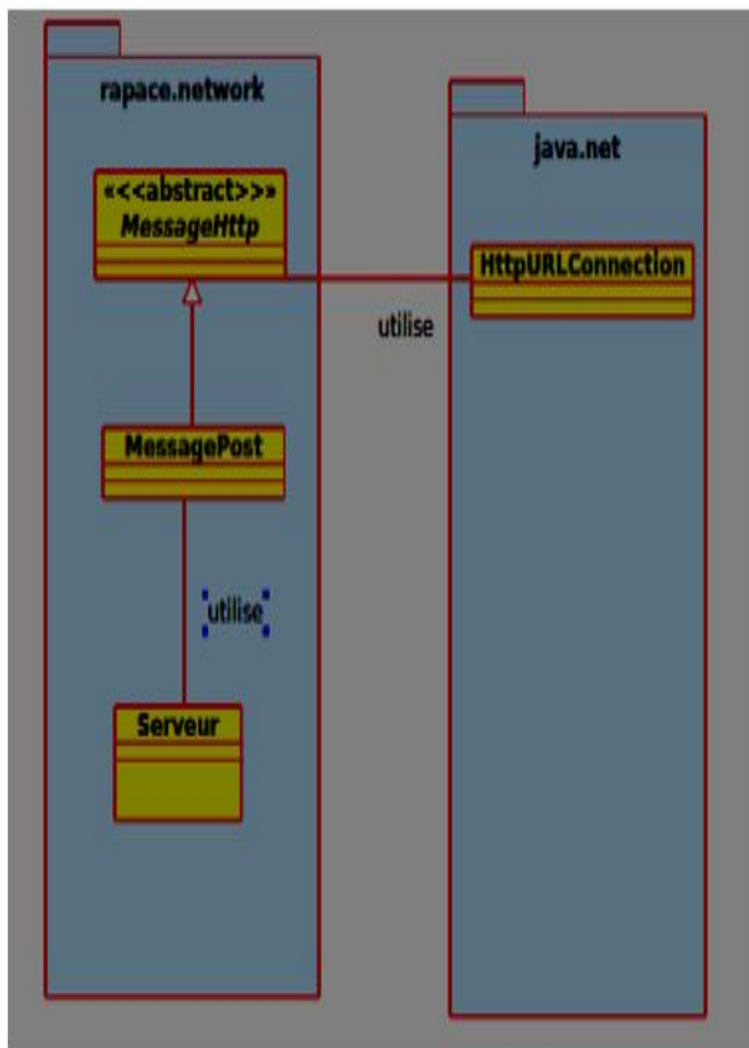 rapace.network
«<<abstract>>»
MessageHttp
java.net
HttpURLConnection
utilise
MessagePost
utilise
Serveur